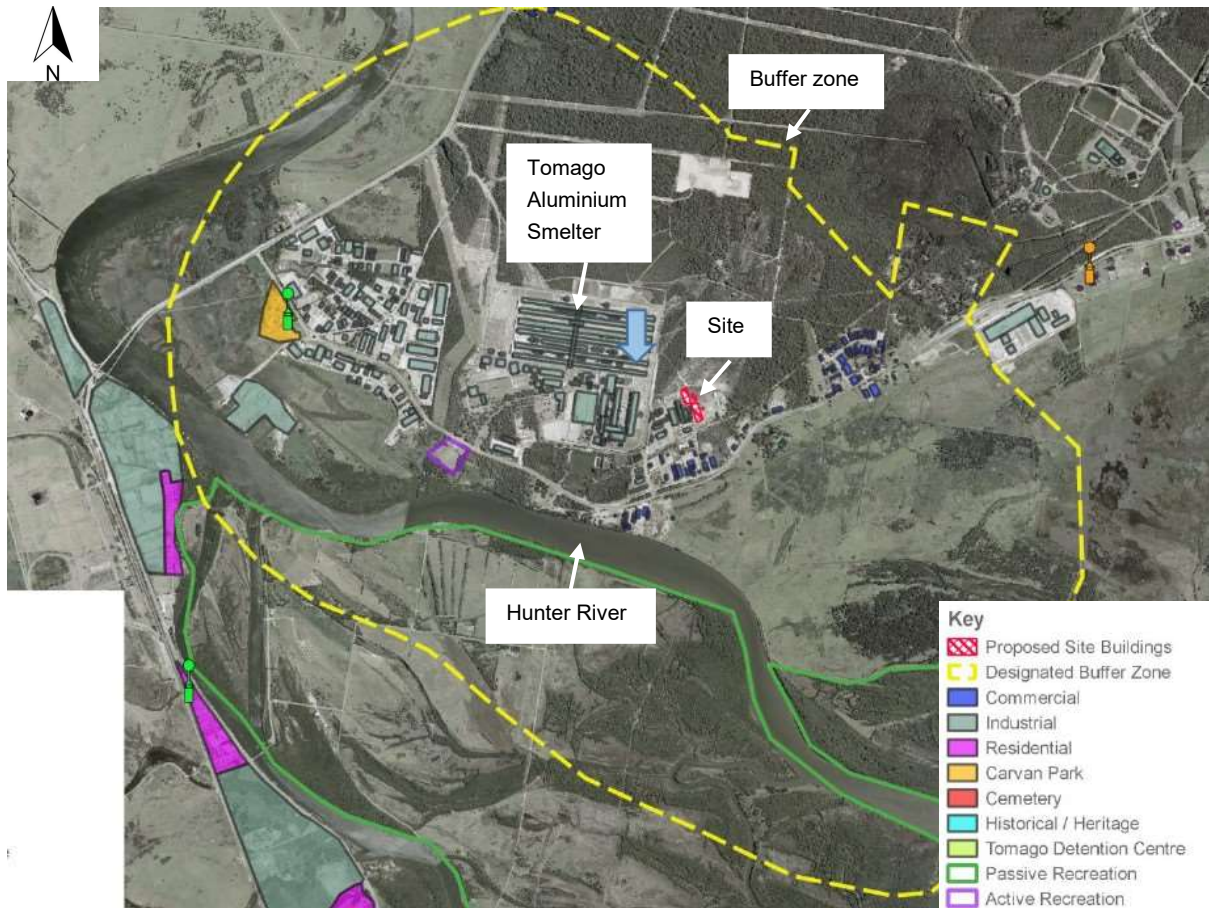 N
Buffer zone
Tomago
Aluminium
Smelter
Site
Hunter River
Key
Proposed Site Buildings
Designated Buffer Zone
Commercial
Industrial
Residential
Carvan Park
Cemetery
Historical / Heritage
Tomago Detention Centre
Passive Recreation
Active Recreation